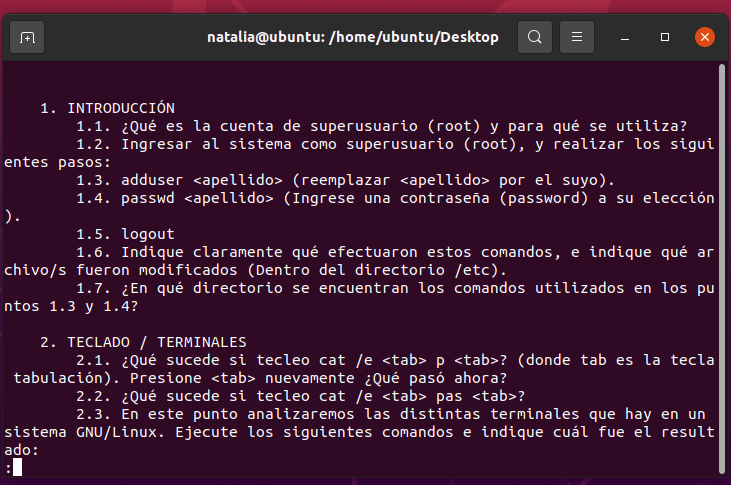 natalia@ubuntu: /home/ubuntu/Desktop
1. INTRODUCCIÓN
1.1. ¿Qué es la cuenta de superusuario (root) y para qué se utiliza?
1.2. Ingresar al sistema como superusuario (root), y realizar los sigui
entes pasos:
1.3. adduser <apellido> (reemplazar <apellido> por el suyo).
1.4. passwd <apellido> (Ingrese una contraseña (password) a su elección
).
1.5. logout
1.6. Indique claramente qué efectuaron estos comandos, e indique qué ar
chivo/s fueron modificados (Dentro del directorio /etc).
1.7. ¿En qué directorio se encuentran los comandos utilizados en los pu
ntos 1.3 y 1.4?
2. TECLADO / TERMINALES
2.1. ¿Qué sucede si tecleo cat /e <tab> p <tab>? (donde tab es la tecla
tabulación). Presione <tab> nuevamente ¿Qué pasó ahora?
2.2. ¿Qué sucede si tecleo cat /e <tab> pas <tab>?
2.3. En este punto analizaremos las distintas terminales que hay en un
sistema GNU/Linux. Ejecute los siguientes comandos e indique cuál fue el result
ado:
: